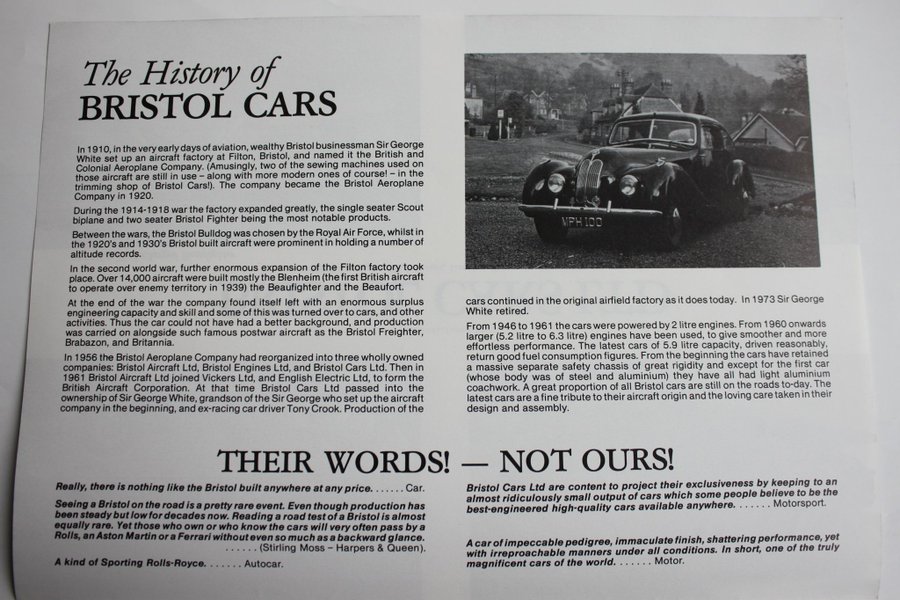 The History of
BRISTOL CARS
In 1910, in the very early days of aviation, wealthy Bristol businessman Sir George
White set up an aircraft factory at Filton, Bristol, and named it the British and
Colonial Aeroplane Company. (Amusingly, two of the sewing machines used on
those aircraft are still in use – along with more modern ones of course! – in the
trimming shop of Bristol Cars!). The company became the Bristol Aeroplane
Company in 1920.
During the 1914-1918 war the factory expanded greatly, the single seater Scout
biplane and two seater Bristol Fighter being the most notable products.
Between the wars, the Bristol Bulldog was chosen by the Royal Air Force, whilst in
the 1920's and 1930's Bristol built aircraft were prominent in holding a number of
altitude records.
In the second world war, further enormous expansion of the Filton factory took
place. Over 14,000 aircraft were built mostly the Blenheim (the first British aircraft
to operate over enemy territory in 1939) the Beaufighter and the Beaufort.
At the end of the war the company found itself left with an enormous surplus
engineering capacity and skill and some of this was turned over to cars, and other
activities. Thus the car could not have had a better background, and production
was carried on alongside such famous postwar aircraft as the Bristol Freighter,
Brabazon, and Britannia.
In 1956 the Bristol Aeroplane Company had reorganized into three wholly owned
companies: Bristol Aircraft Ltd, Bristol Engines Ltd, and Bristol Cars Ltd. Then in
1961 Bristol Aircraft Ltd joined Vickers Ltd, and English Electric Ltd, to form the
British Aircraft Corporation. At that time Bristol Cars Ltd passed into the
ownership of Sir George White, grandson of the Sir George who set up the aircraft
company in the beginning, and ex-racing car driver Tony Crook. Production of the
MPH 100
cars continued in the original airfield factory as it does today. In 1973 Sir George
White retired.
From 1946 to 1961 the cars were powered by 2 litre engines. From 1960 onwards
larger (5.2 litre to 6.3 litre) engines have been used, to give smoother and more
effortless performance. The latest cars of 5.9 litre capacity, driven reasonably,
return good fuel consumption figures. From the beginning the cars have retained
a massive separate safety chassis of great rigidity and except for the first car
(whose body was of steel and aluminium) they have all had light aluminium
coachwork. A great proportion of all Bristol cars are still on the roads to-day. The
latest cars are a fine tribute to their aircraft origin and the loving care taken in their
design and assembly.
THEIR WORDS! — NOT OURS!
Really, there is nothing like the Bristol built anywhere at any price. . . . . . . Car.
Seeing a Bristol on the road is a pretty rare event. Even though production has
been steady but low for decades now. Reading a road test of a Bristol is almost
equally rare. Yet those who own or who know the cars will very often pass by a
Rolls, an Aston Martin or a Ferrari without even so much as a backward glance.
. . . . . . (Stirling Moss – Harpers & Queen).
A kind of Sporting Rolls-Royce. . . . . . . Autocar.
Bristol Cars Ltd are content to project their exclusiveness by keeping to an
almost ridiculously small output of cars which some people believe to be the
best-engineered high-quality cars available anywhere. . . . . . . Motorsport.
A car of impeccable pedigree, immaculate finish, shattering performance, yet
with irreproachable manners under all conditions. In short, one of the truly
magnificent cars of the world. . . . . . . Motor.